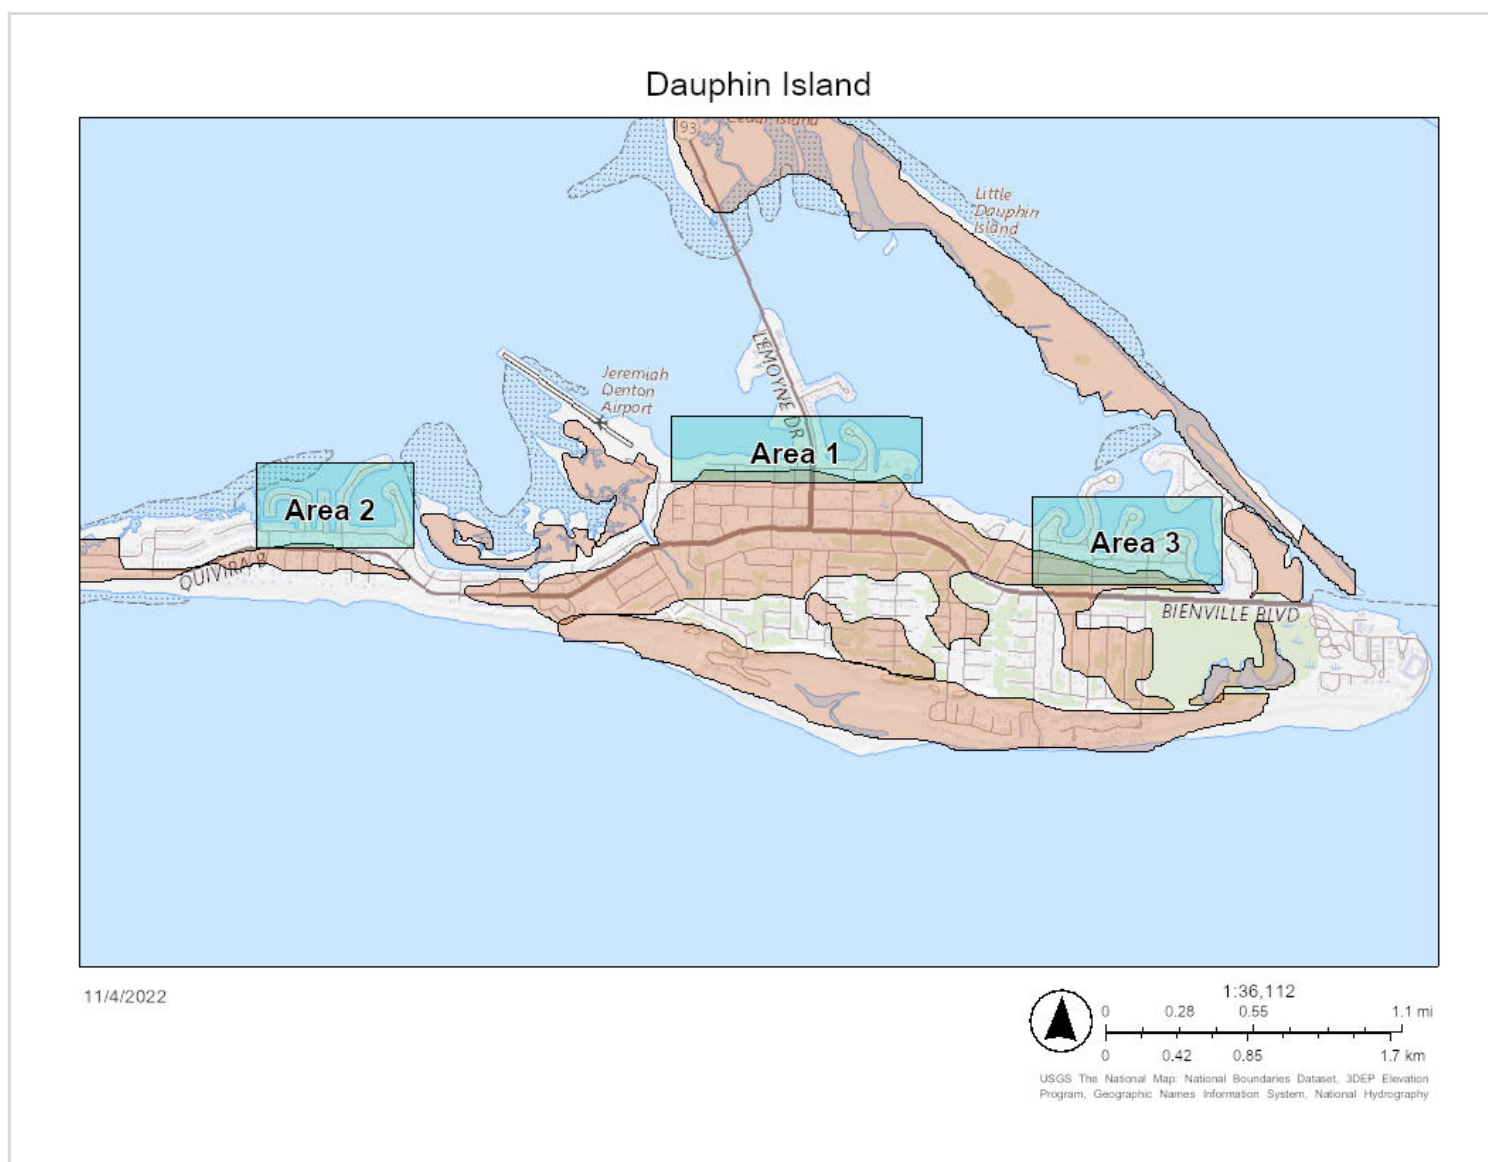 Dauphin Island
Cedar Island
193
Little
Dauphin
Island
LEMOYNE DR
Jeremiah
Denton
Airport
Area 1
Area 2
Area 3
QUIVIRA B
BIENVILLE BLVD
11/4/2022
1:36,112
0 0.28 0.55 1.1 mi
0 0.42 0.85 1.7 km
USGS The National Map: National Boundaries Dataset, 3DEP Elevation
Program, Geographic Names Information System, National Hydrography